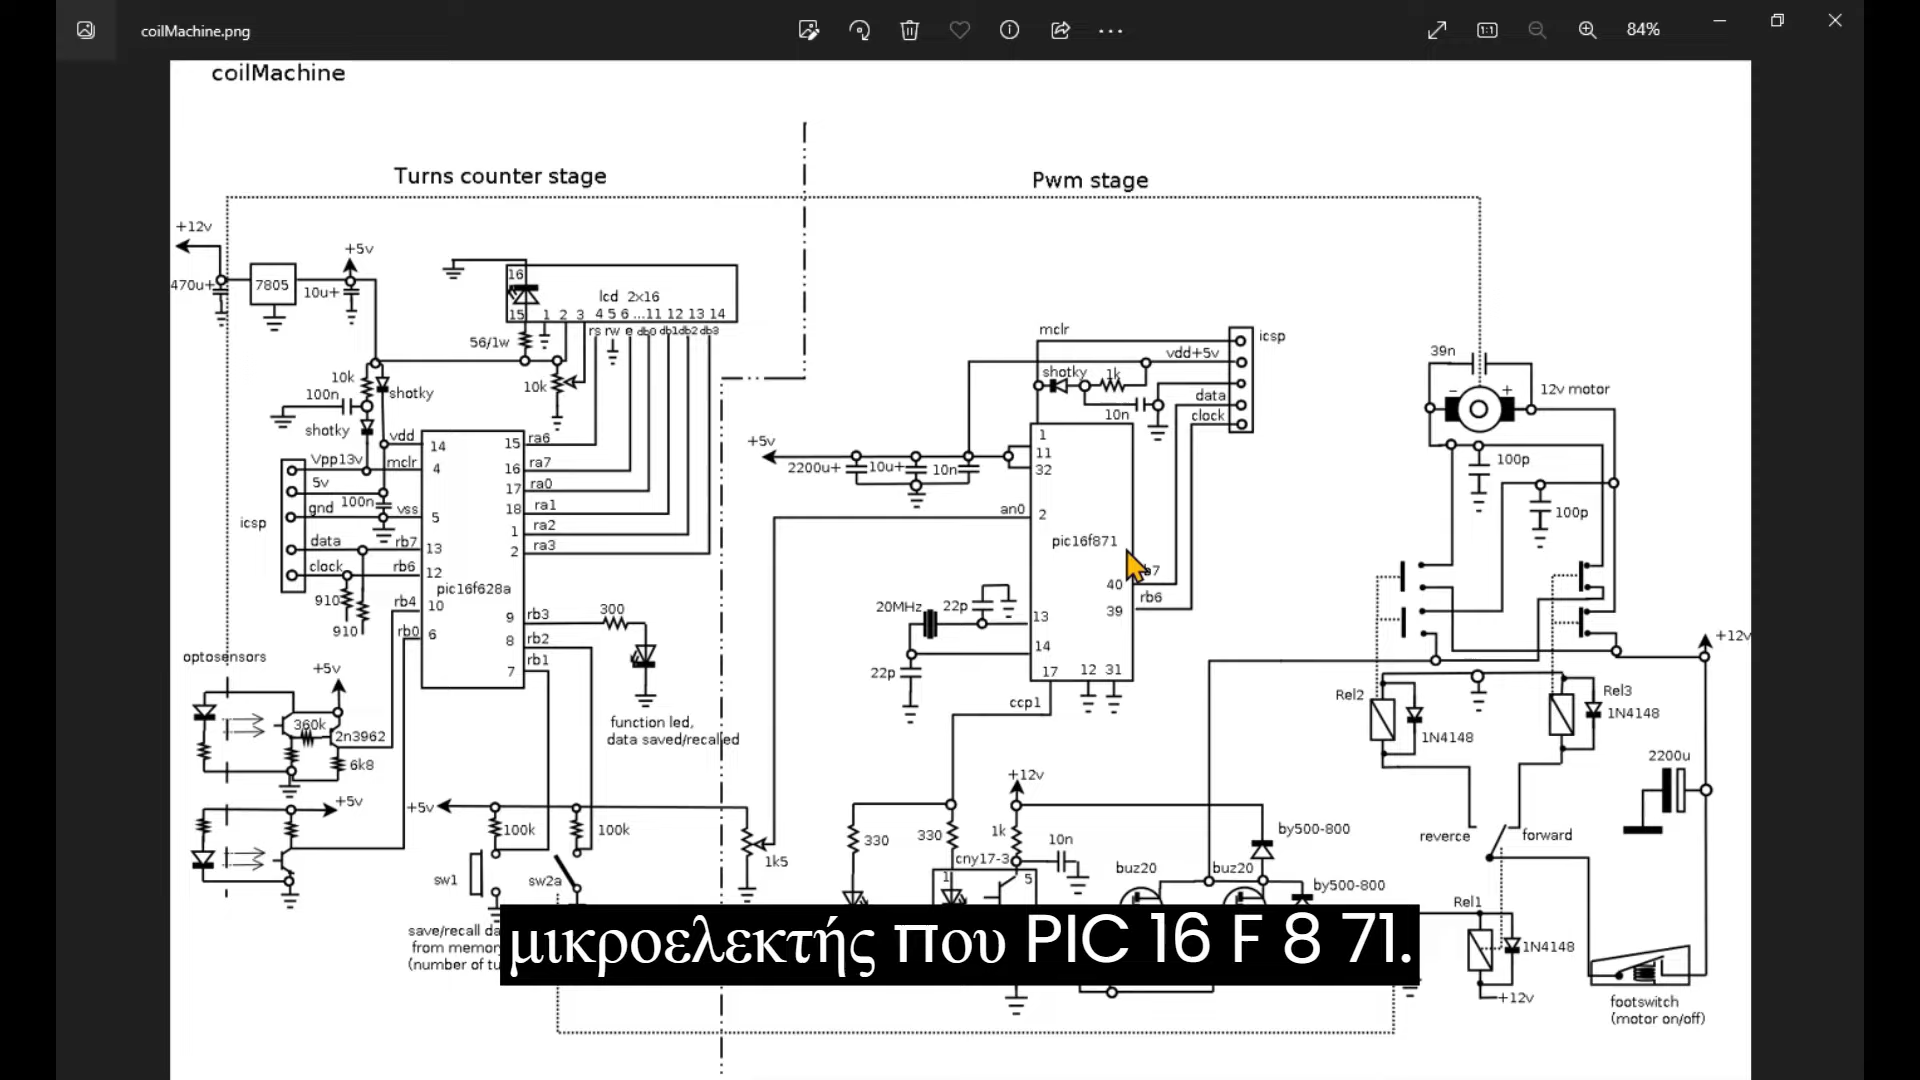 coilMachine.png
84%
coilMachine
Turns counter stage
Pwm stage
+12v
+5v
470u+
7805
10u+
16
lcd 2x16
15 1 2 3 4 5 6 ...11 12 13 14
rs rw e db0 db1 db2 db3
56/1w
10k
10k
100n
shotky
shotky
vdd
14
15
ra6
Vpp13v
mclr
4
16
ra7
5v
17
ra0
100n
gnd
vss
5
18
ra1
icsp
1
ra2
data
rb7
13
2
ra3
clock
rb6
12
pic16f628a
910
rb4
10
910
rb0
6
9
rb3
300
8
rb2
7
rb1
optosensors
+5v
360k
2n3962
6k8
+5v
function led,
data saved/recalled
+5v
100k
100k
1k5
sw1
sw2a
save/recall da
from memory
(number of tu
mclr
icsp
vdd+5v
shotky
1k
data
10n
clock
+5v
1
11
2200u+
10u+
10n
32
an0
2
pic16f871
40
rb6
39
20MHz
22p
13
14
22p
17
12
31
ccp1
+12v
330
330
1k
10n
cny17-3
1
5
buz20
buz20
by500-800
by500-800
39n
- +
12v motor
100p
100p
+12v
Rel2
Rel3
1N4148
1N4148
2200u
reverce
forward
Rel1
1N4148
+12v
footswitch
(motor on/off)
μικροελεκτής που PIC 16 F 8 71.